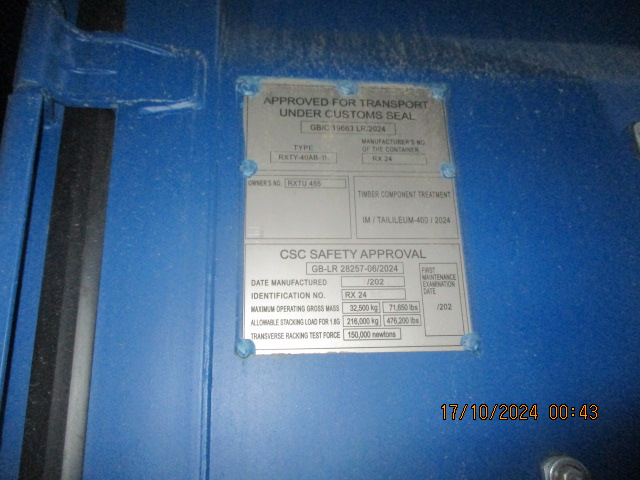 APPROVED FOR TRANSPORT
UNDER CUSTOMS SEAL
GB/C 19663 LR/2024
TYPE
RXTY-40AB-1L
MANUFACTURER'S NO.
OF THE CONTAINER
RX 24
OWNER'S NO. RXTU 455
TIMBER COMPONENT TREATMENT
IM / TAILILEUM-400 / 2024
CSC SAFETY APPROVAL
GB-LR 28257-06/2024
DATE MANUFACTURED /202
IDENTIFICATION NO. RX 24
MAXIMUM OPERATING GROSS MASS 32,500 kg 71,650 lbs
ALLOWABLE STACKING LOAD FOR 1.8G 216,000 kg 476,200 lbs
TRANSVERSE RACKING TEST FORCE 150,000 newtons
FIRST
MAINTENANCE
EXAMINATION
DATE
/202
17/10/2024 00:43